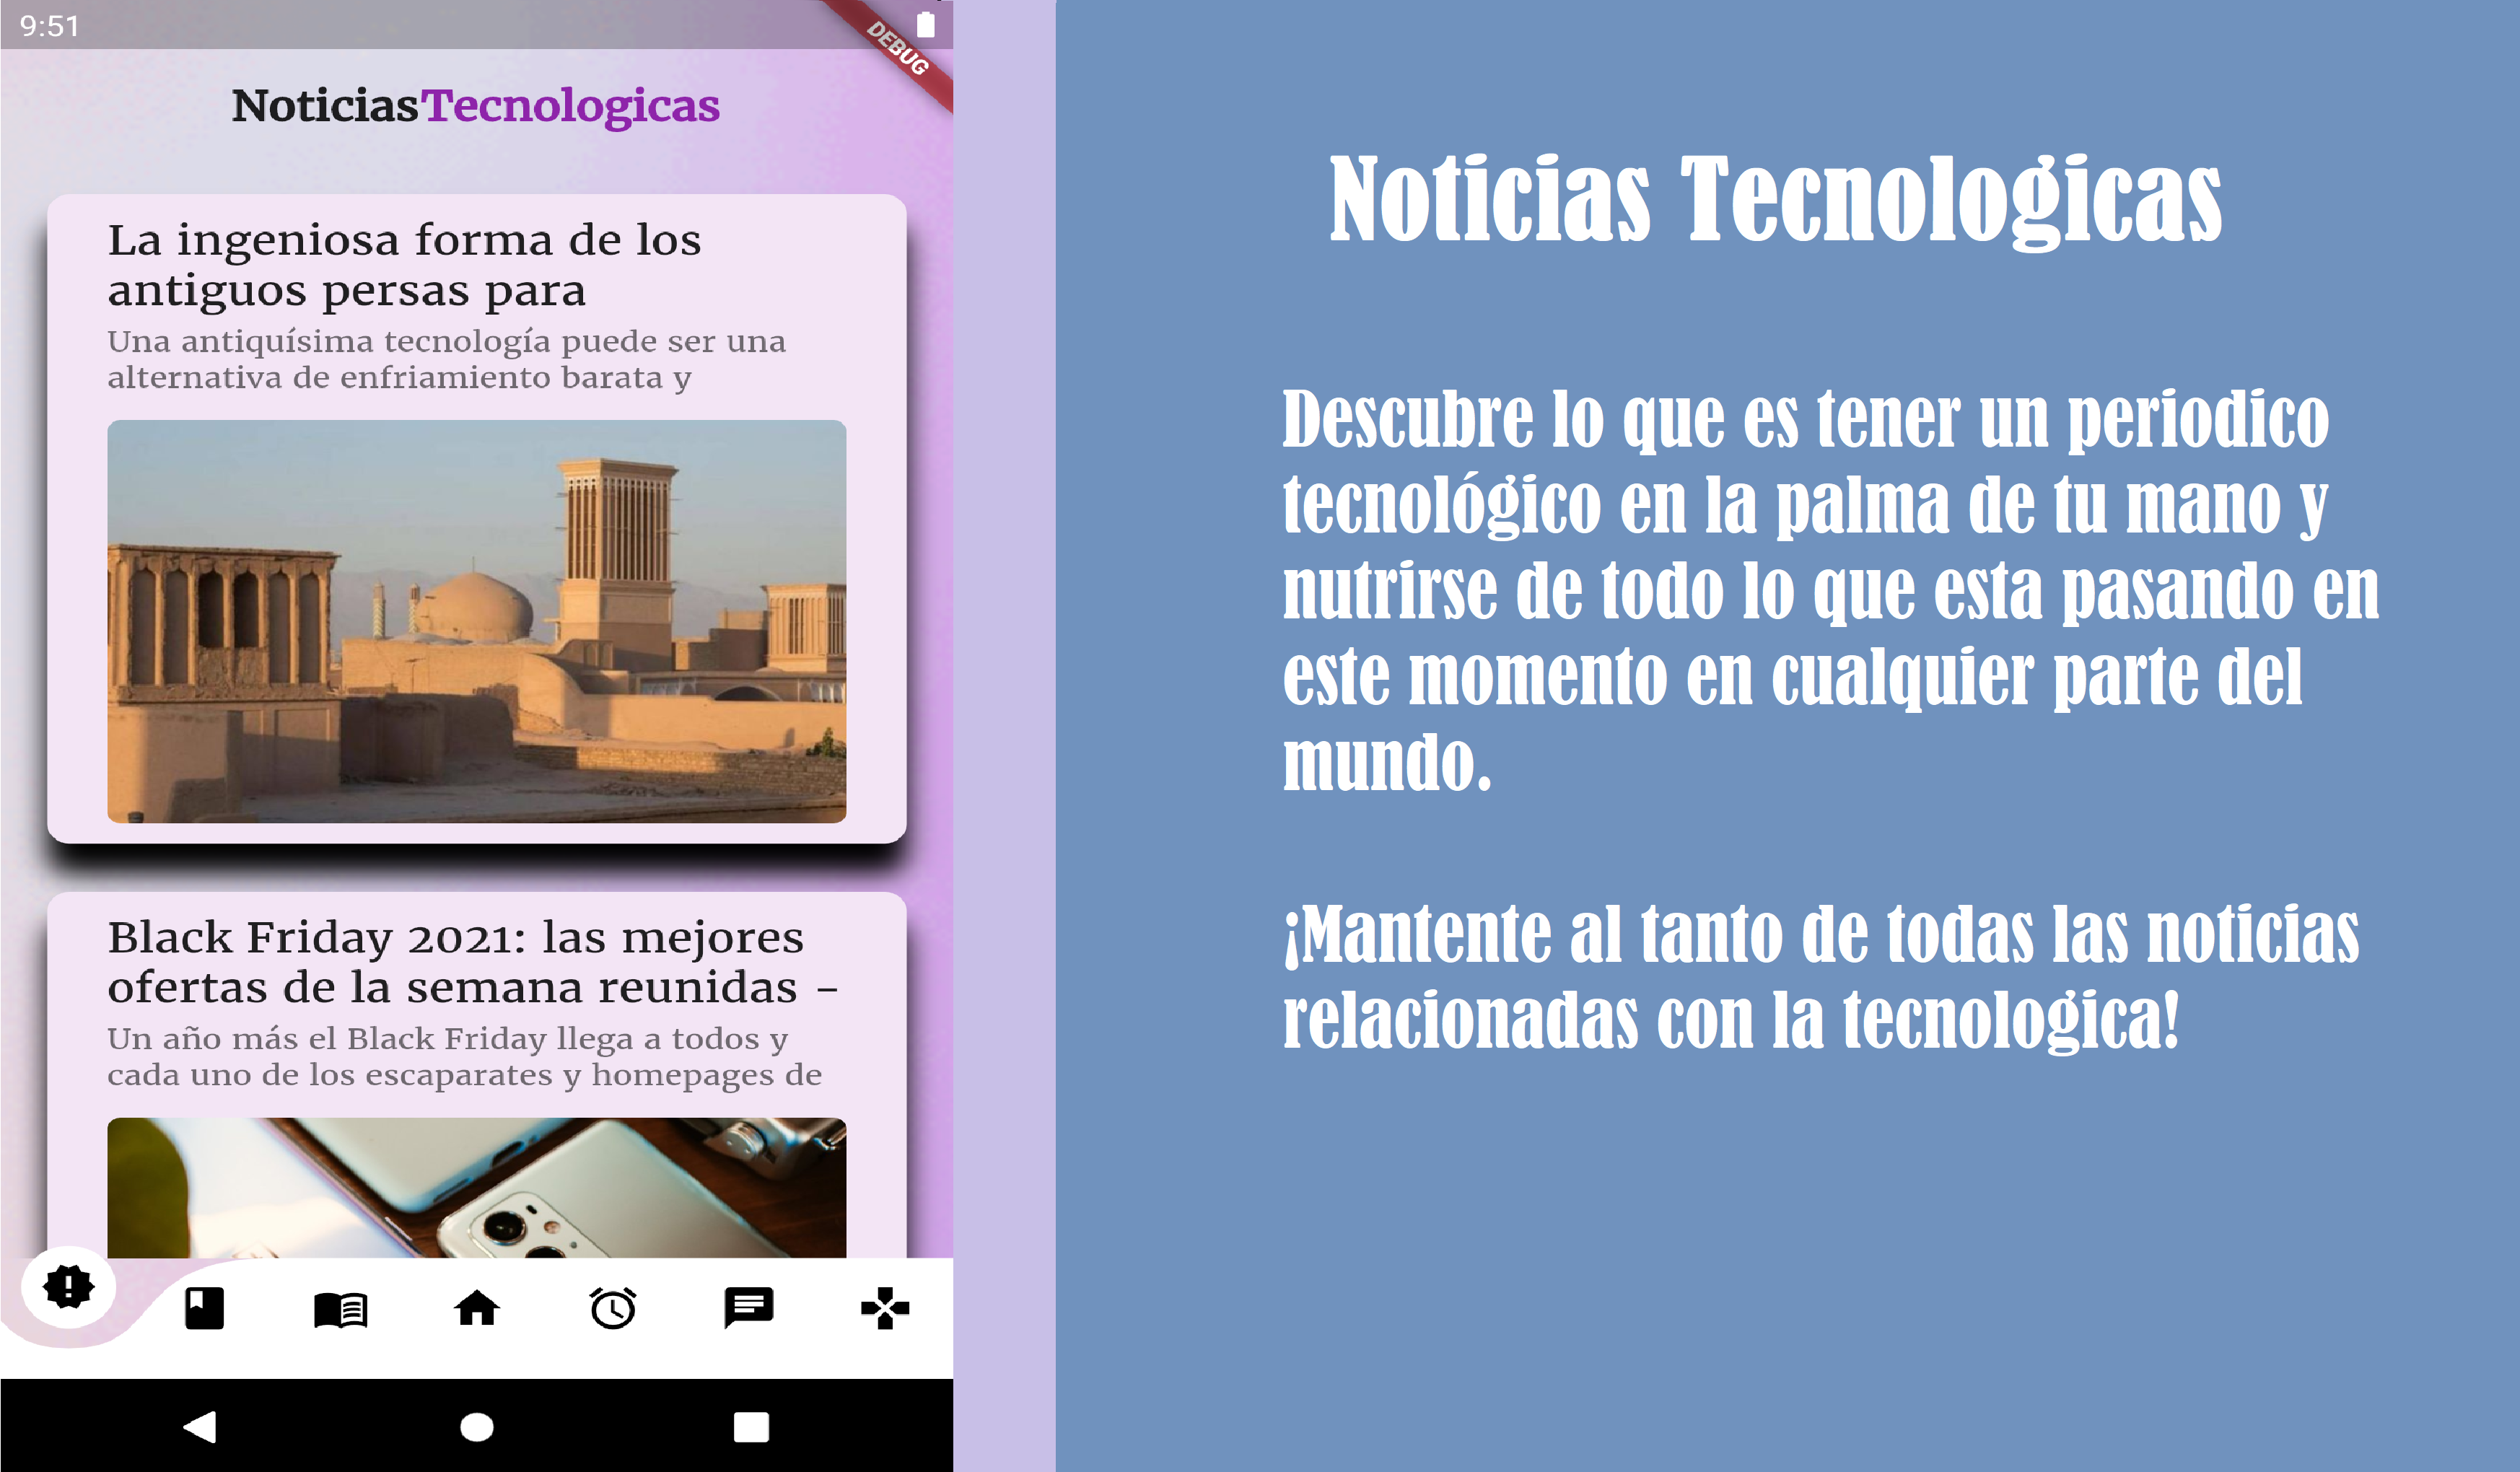 9:51
DEBUG
NoticiasTecnologicas
La ingeniosa forma de los
antiguos persas para
Una antiquísima tecnología puede ser una
alternativa de enfriamiento barata y
Black Friday 2021: las mejores
ofertas de la semana reunidas –
Un año más el Black Friday llega a todos y
cada uno de los escaparates y homepages de
Noticias Tecnologicas
Descubre lo que es tener un periodico
tecnológico en la palma de tu mano y
nutrirse de todo lo que esta pasando en
este momento en cualquier parte del
mundo.
¡Mantente al tanto de todas las noticias
relacionadas con la tecnologica!